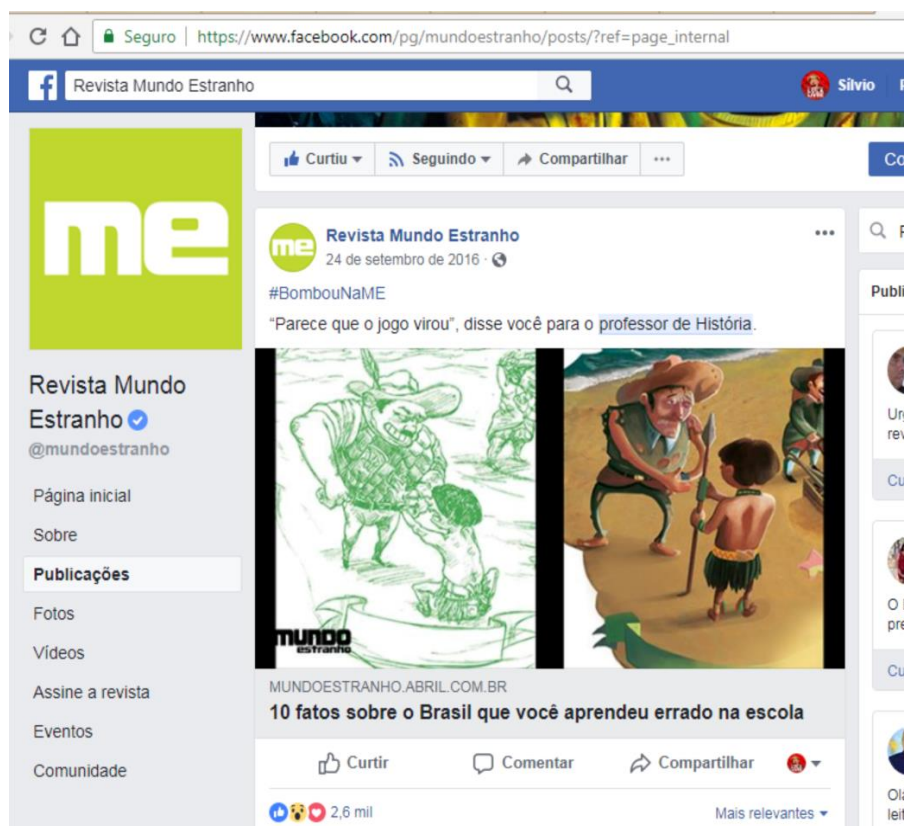 Seguro | https://www.facebook.com/pg/mundoestranho/posts/?ref=page_internal
Revista Mundo Estranho
Sílvio
me
Curtiu
Seguindo
Compartilhar
me
Revista Mundo Estranho
24 de setembro de 2016
#BombouNaME
“Parece que o jogo virou”, disse você para o professor de História.
Revista Mundo
Estranho
@mundoestranho
Página inicial
Sobre
Publicações
Fotos
Vídeos
Assine a revista
Eventos
Comunidade
MUNDO
estranho
MUNDOESTRANHO.ABRIL.COM.BR
10 fatos sobre o Brasil que você aprendeu errado na escola
Curtir
Comentar
Compartilhar
2,6 mil
Mais relevantes